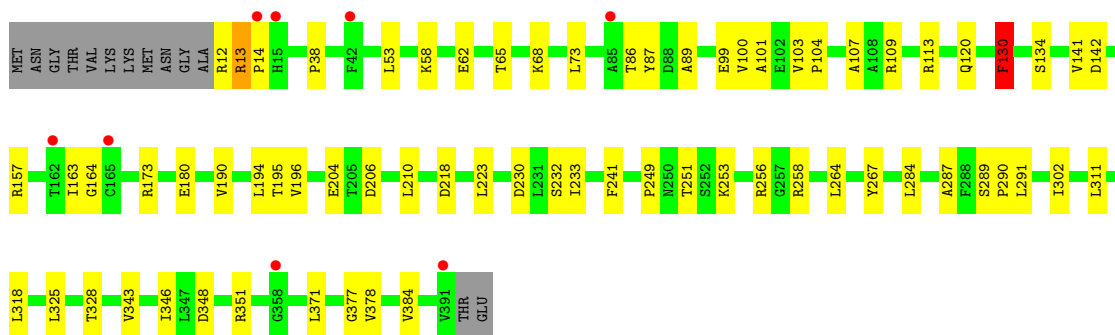 MET ASN GLY THR VAL LYS LYS MET ASN GLY ALA R12 R13 P14 H15 P38 F42 L53 K58 E62 T65 K68 L73 A85 T86 Y87 D88 A89 E99 V100 A101 E102 V103 P104 A107 A108 R109 R113 Q120 F130 S134 V141 D142
R157 T162 I163 G164 C165 R173 E180 V190 L194 T195 V196 E204 T205 D206 L210 D218 L223 D230 L231 S232 I233 F241 P249 N250 T251 S252 K253 R256 G257 R258 L264 Y267 L284 A287 F288 S289 P290 L291 I302 L311
L318 L325 T328 V343 I346 L347 D348 R351 G358 L371 G377 V378 V384 V391 THR GLU